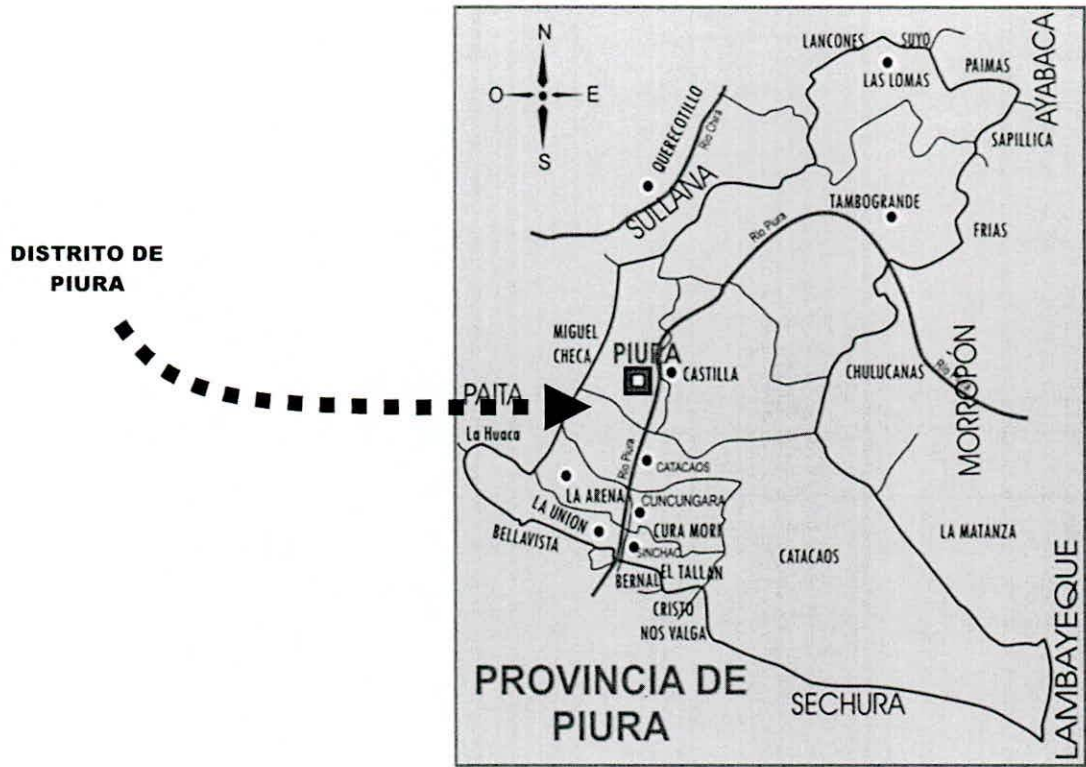 DISTRITO DE
PIURA
N
O
E
S
LANCONES
SUYO
LAS LOMAS
PAIMAS
AYABACA
SAPILLICA
QUERECOTILLO
Rio Chira
SULLANA
TAMBOGRANDE
FRIAS
Rio Piura
MIGUEL
CHECA
PIURA
CASTILLA
CHULUCANAS
Rio
MORROPÓN
PAITA
La Huaca
Rio Piura
CATACAOS
LA ARENA
CUNCUNGARA
LA UNION
CURA MORI
BELLAVISTA
SINCHAO
EL TALLAN
BERNAL
CATACAOS
LA MATANZA
CRISTO
NOS VALGA
LAMBAYEQUE
PROVINCIA DE
PIURA
SECHURA